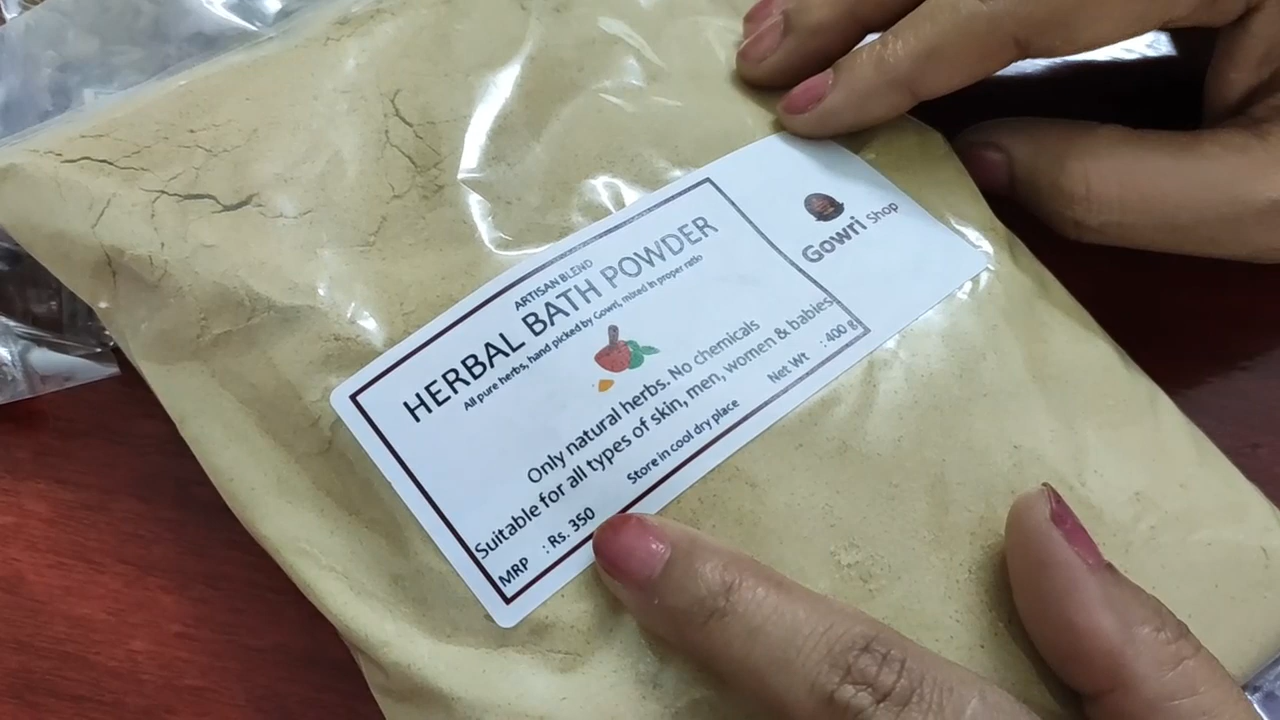 ARTISAN BLEND
HERBAL BATH POWDER
All pure herbs, hand picked by Gowri, mixed in proper ratio
Only natural herbs. No chemicals
Suitable for all types of skin, men, women & babies.
MRP : Rs. 350
Store in cool dry place
Net Wt : 400 g
Gowri Shop